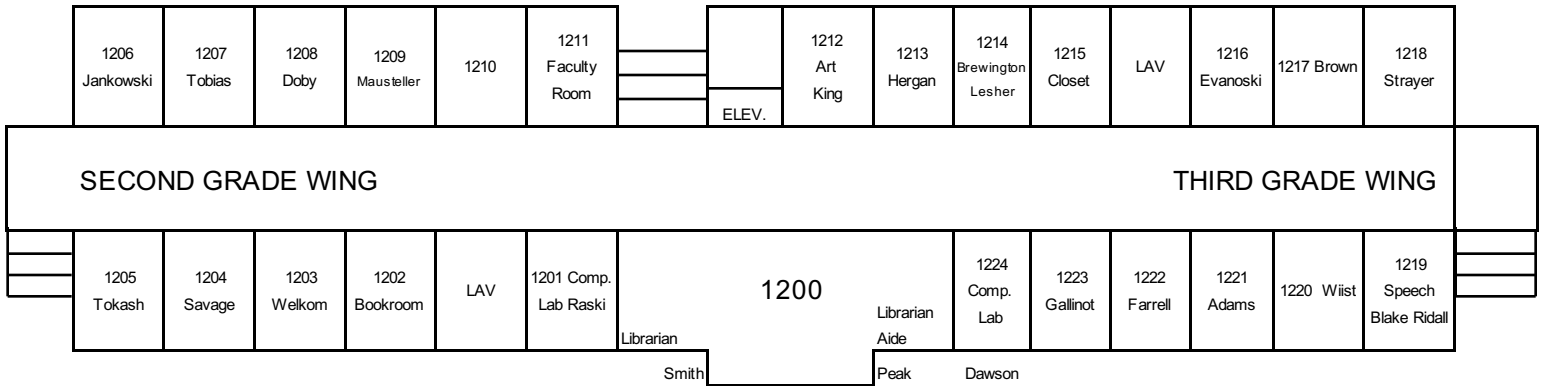 1206
Jankowski
1207
Tobias
1208
Doby
1209
Mausteller
1210
1211
Faculty
Room
ELEV.
1212
Art
King
1213
Hergan
1214
Brewington
Lesher
1215
Closet
LAV
1216
Evanoski
1217 Brown
1218
Strayer
SECOND GRADE WING
THIRD GRADE WING
1205
Tokash
1204
Savage
1203
Welkom
1202
Bookroom
LAV
1201 Comp.
Lab Raski
1200
Librarian
Smith
Librarian
Aide
Peak
1224
Comp.
Lab
Dawson
1223
Gallinot
1222
Farrell
1221
Adams
1220 Wiist
1219
Speech
Blake Ridall